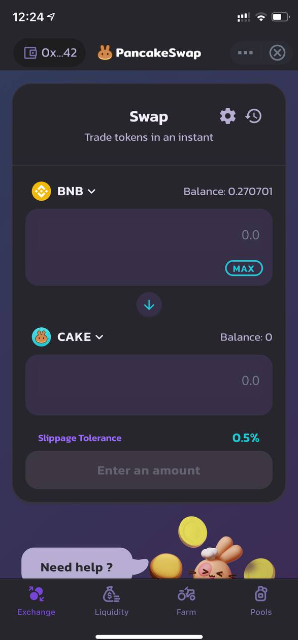 12:24
0x...42
PancakeSwap
Swap
Trade tokens in an instant
BNB
Balance: 0.270701
0.0
MAX
CAKE
Balance: 0
0.0
Slippage Tolerance
0.5%
Enter an amount
Need help ?
Exchange
Liquidity
Farm
Pools